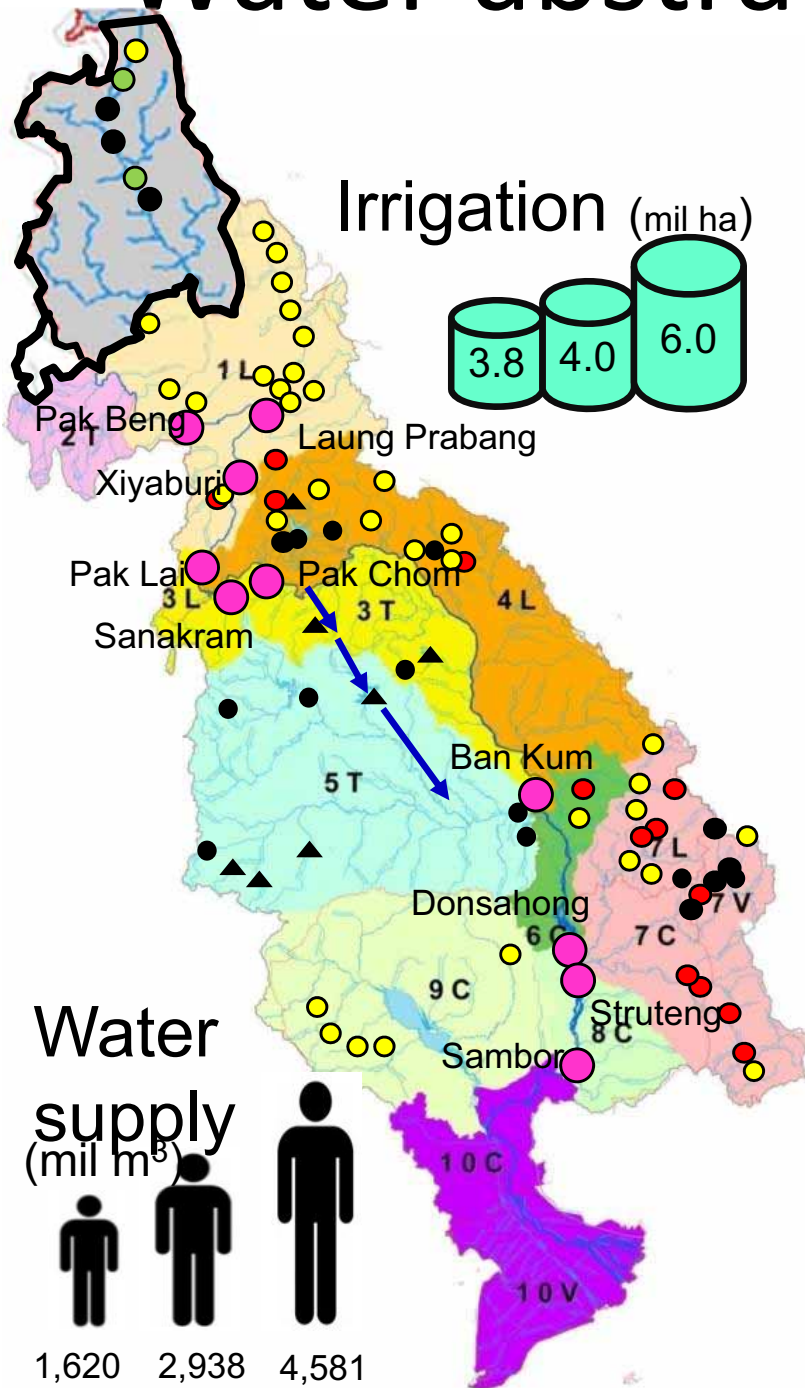 Irrigation (mil ha)
3.8 4.0 6.0
1 L
Pak Beng
2 T
Laung Prabang
Xiyaburi
Pak Lai
Pak Chom
3 L
3 T
4 L
Sanakram
Ban Kum
5 T
7 L
7 V
Donsahong
6 C
7 C
9 C
Struteng
8 C
Sambor
Water
supply
(mil m³)
10 C
10 V
1,620 2,938 4,581